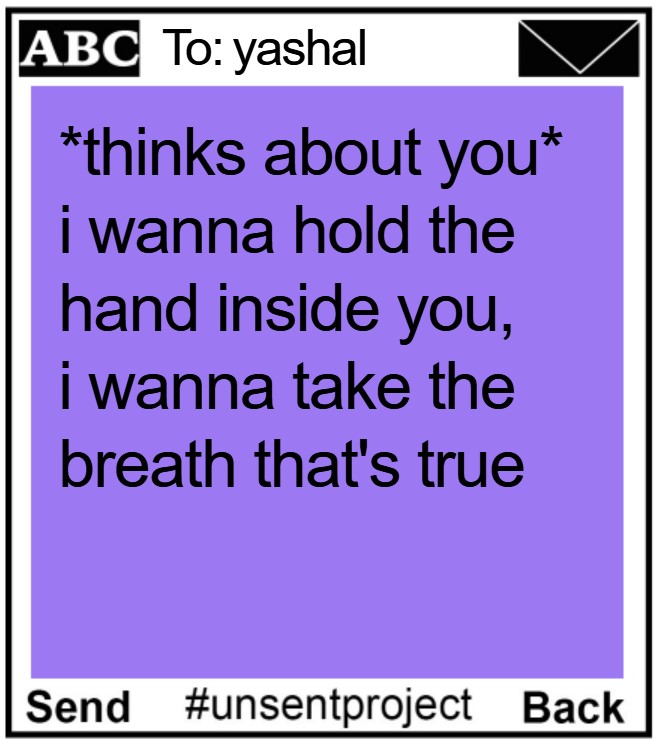 ABC To: yashal
*thinks about you*
i wanna hold the
hand inside you,
i wanna take the
breath that's true
Send #unsentproject Back